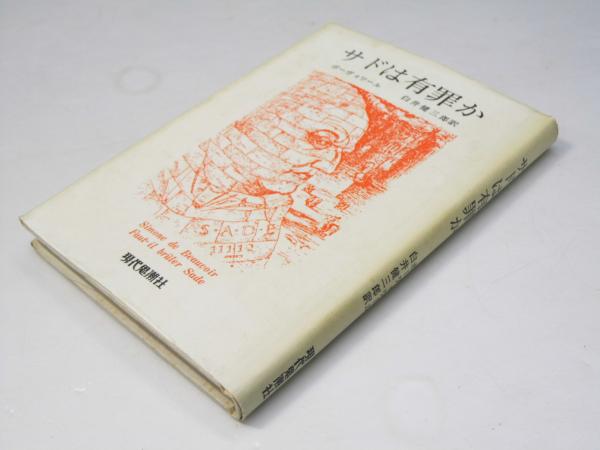 サドは有罪か
ボーヴォワール
白井健三郎訳
S·A·D·E
Simone de Beauvoir
Faut-il brûler Sade
現代思潮社
サドは有罪か
白井健三郎訳
現代思潮社